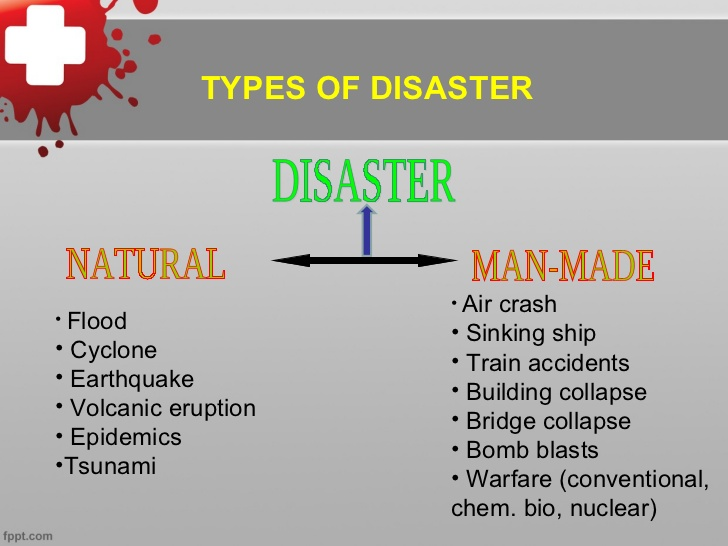 TYPES OF DISASTER
DISASTER
NATURAL
• Flood
• Cyclone
• Earthquake
• Volcanic eruption
• Epidemics
•Tsunami
MAN-MADE
• Air crash
• Sinking ship
• Train accidents
• Building collapse
• Bridge collapse
• Bomb blasts
• Warfare (conventional,
chem. bio, nuclear)
fppt.com